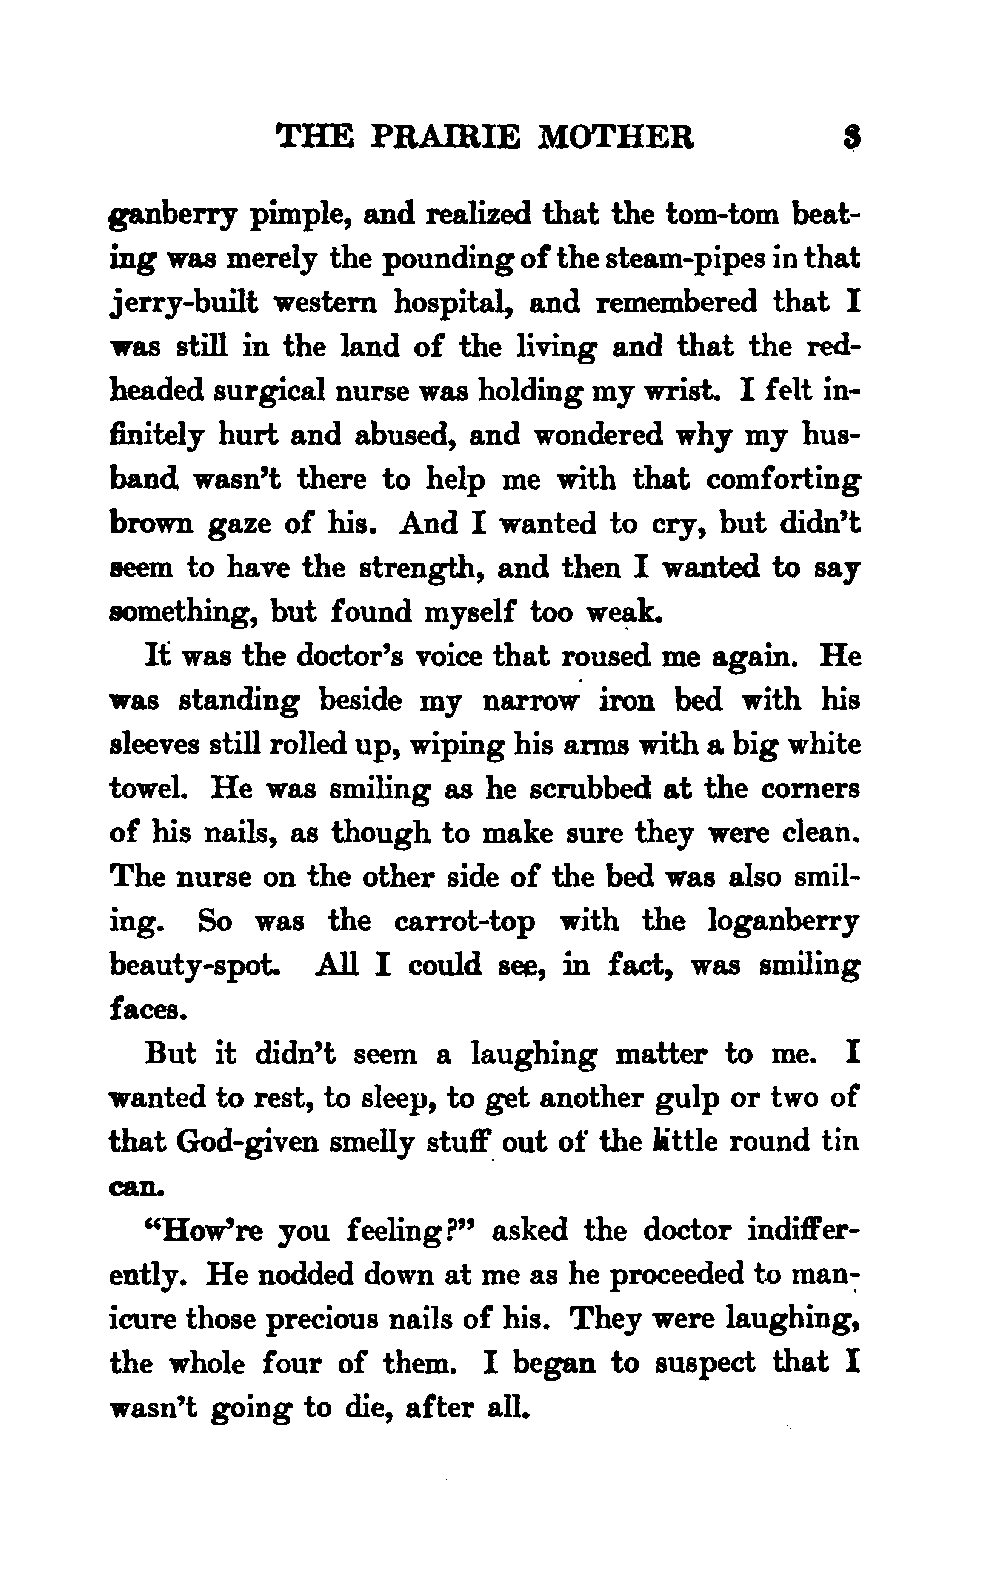 THE PRAIRIE MOTHER 3
ganberry pimple, and realized that the tom-tom beat-
ing was merely the pounding of the steam-pipes in that
jerry-built western hospital, and remembered that I
was still in the land of the living and that the red-
headed surgical nurse was holding my wrist. I felt in-
finitely hurt and abused, and wondered why my hus-
band wasn't there to help me with that comforting
brown gaze of his. And I wanted to cry, but didn't
seem to have the strength, and then I wanted to say
something, but found myself too weak.
It was the doctor's voice that roused me again. He
was standing beside my narrow iron bed with his
sleeves still rolled up, wiping his arms with a big white
towel. He was smiling as he scrubbed at the corners
of his nails, as though to make sure they were clean.
The nurse on the other side of the bed was also smil-
ing. So was the carrot-top with the loganberry
beauty-spot. All I could see, in fact, was smiling
faces.
But it didn't seem a laughing matter to me. I
wanted to rest, to sleep, to get another gulp or two of
that God-given smelly stuff out of the little round tin
can.
"How're you feeling?" asked the doctor indiffer-
ently. He nodded down at me as he proceeded to man-
icure those precious nails of his. They were laughing,
the whole four of them. I began to suspect that I
wasn't going to die, after all.